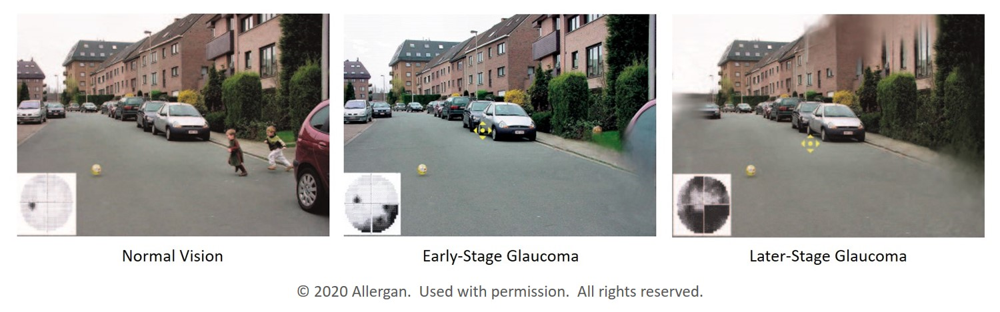 Normal Vision
Early-Stage Glaucoma
Later-Stage Glaucoma
© 2020 Allergan.  Used with permission.  All rights reserved.